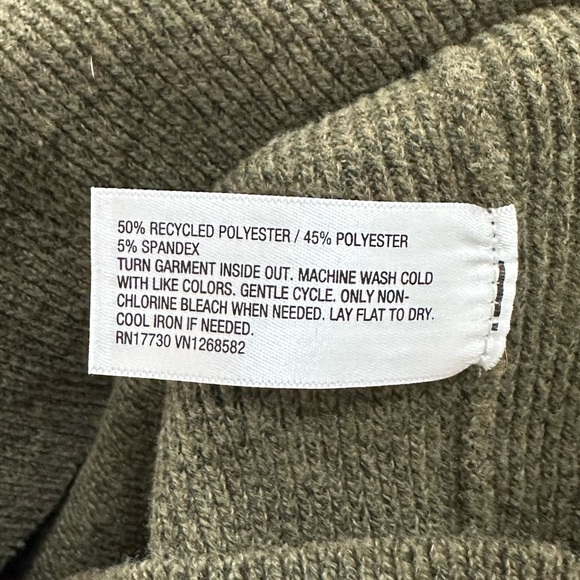 50% RECYCLED POLYESTER / 45% POLYESTER
5% SPANDEX
TURN GARMENT INSIDE OUT. MACHINE WASH COLD
WITH LIKE COLORS. GENTLE CYCLE. ONLY NON-
CHLORINE BLEACH WHEN NEEDED. LAY FLAT TO DRY.
COOL IRON IF NEEDED.
RN17730 VN1268582